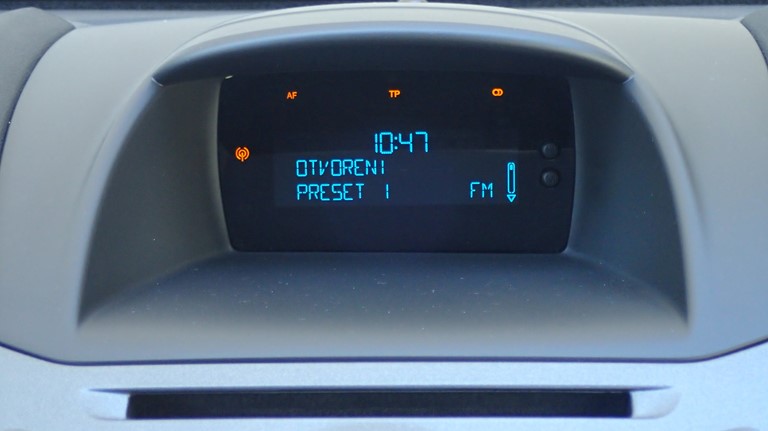 AF TP
10:47
OTVORENI
PRESET 1 FM